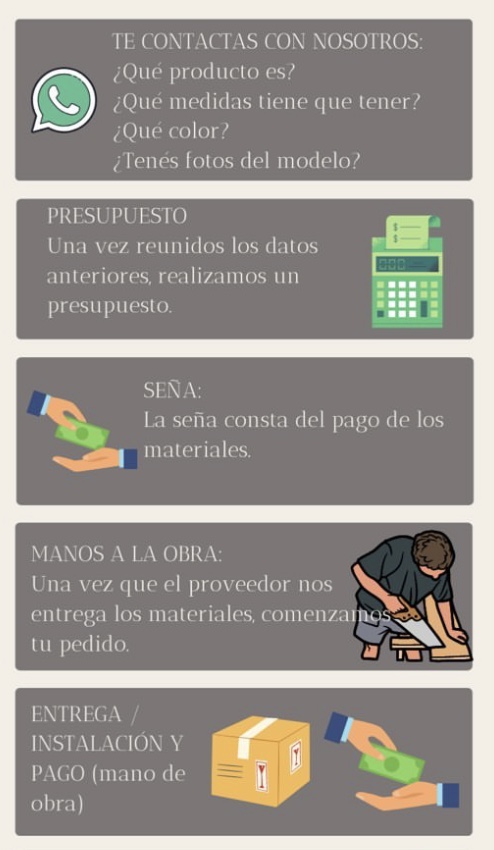 TE CONTACTAS CON NOSOTROS:
¿Qué producto es?
¿Qué medidas tiene que tener?
¿Qué color?
¿Tenés fotos del modelo?
PRESUPUESTO
Una vez reunidos los datos
anteriores, realizamos un
presupuesto.
SEÑA:
La seña consta del pago de los
materiales.
MANOS A LA OBRA:
Una vez que el proveedor nos
entrega los materiales, comenzamos
tu pedido.
ENTREGA /
INSTALACIÓN Y
PAGO (mano de
obra)